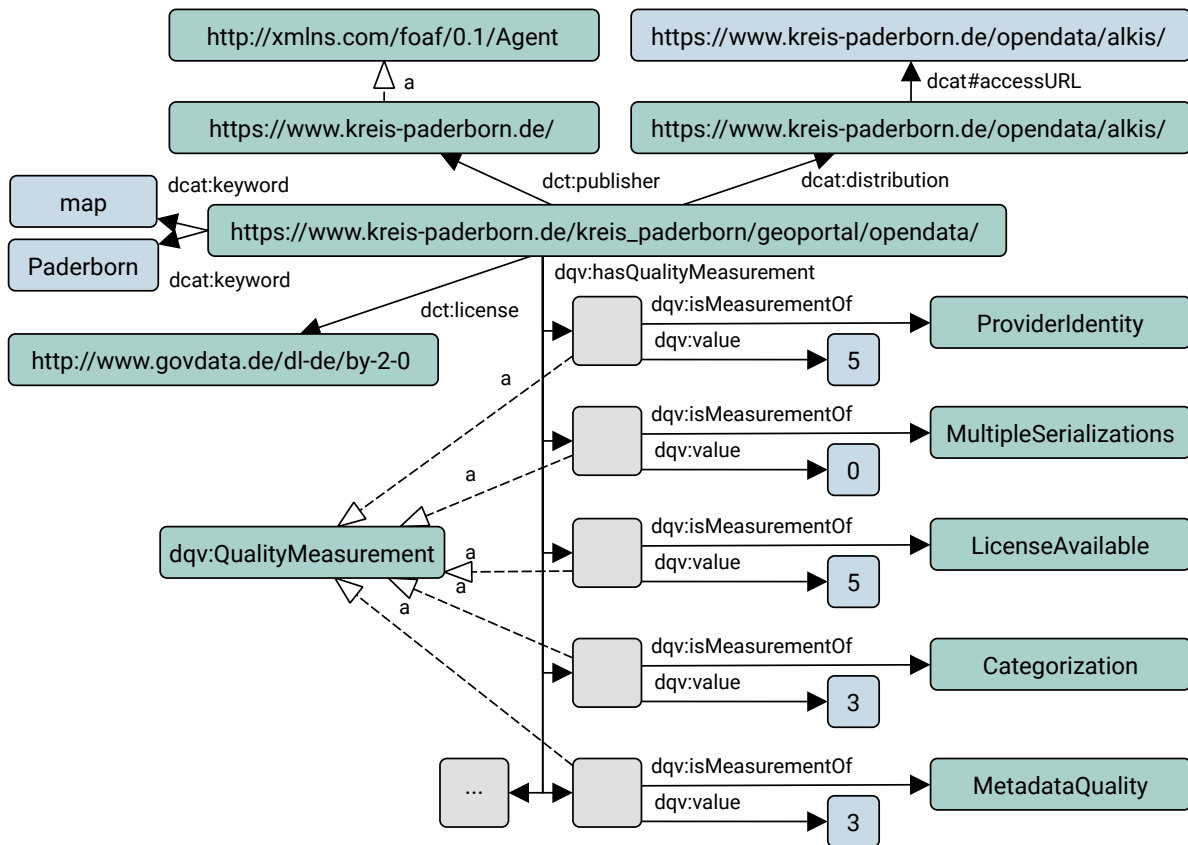 http://xmlns.com/foaf/0.1/Agent
https://www.kreis-paderborn.de/opendata/alkis/
a
dcat#accessURL
https://www.kreis-paderborn.de/
https://www.kreis-paderborn.de/opendata/alkis/
dcat:keyword
dct:publisher
dcat:distribution
map
https://www.kreis-paderborn.de/kreis_paderborn/geoportal/opendata/
Paderborn
dcat:keyword
dqv:hasQualityMeasurement
dct:license
dqv:isMeasurementOf
ProviderIdentity
dqv:value
http://www.govdata.de/dl-de/by-2-0
5
a
dqv:isMeasurementOf
MultipleSerializations
dqv:value
0
a
dqv:isMeasurementOf
LicenseAvailable
dqv:QualityMeasurement
a
dqv:value
5
a
a
dqv:isMeasurementOf
Categorization
dqv:value
3
dqv:isMeasurementOf
MetadataQuality
...
dqv:value
3